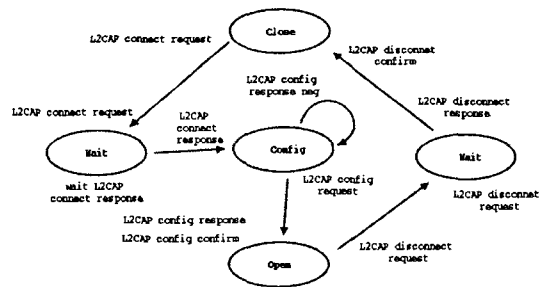 Close
L2CAP connect request
L2CAP disconnet
confirm
L2CAP config
response neq
L2CAP connect request
L2CAP
connect
response
L2CAP disconnect
response
Wait
Config
Wait
wait L2CAP
connect response
L2CAP config
request
L2CAP disconnet
request
L2CAP config response
L2CAP config confirm
L2CAP disconnect
request
Open